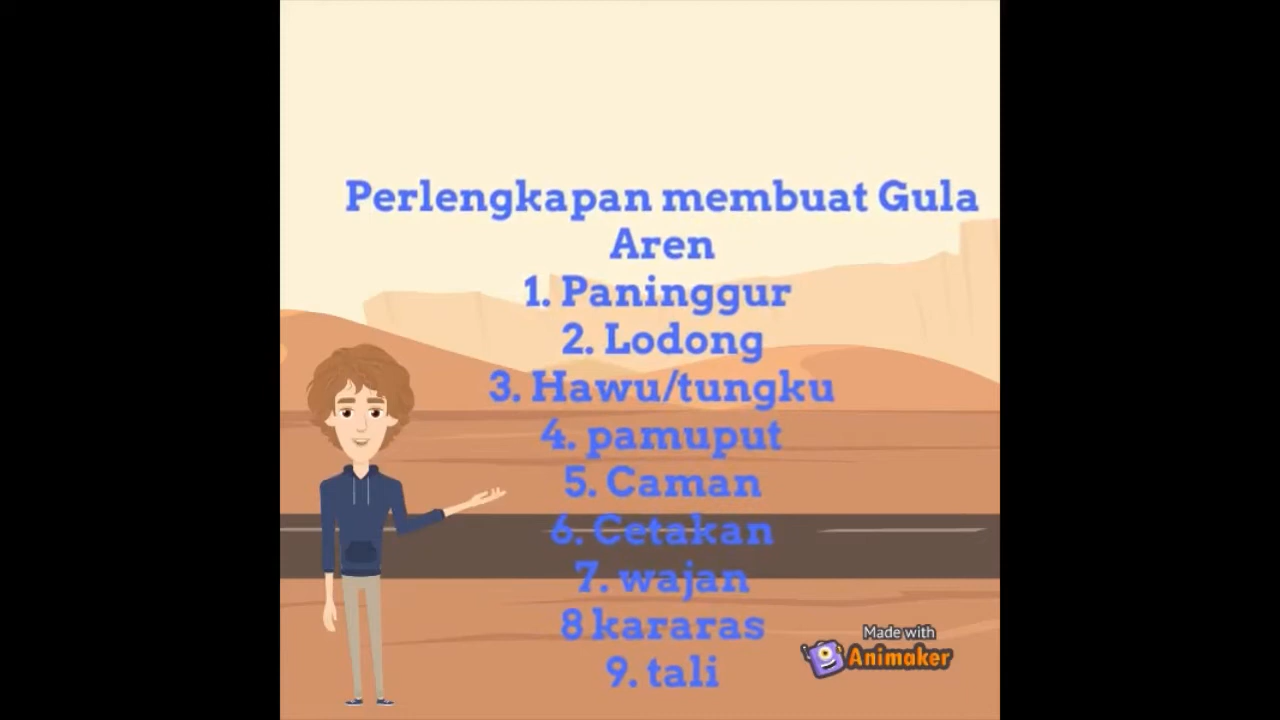 Perlengkapan membuat Gula
Aren
1. Paninggur
2. Lodong
3. Hawu/tungku
4. pamuput
5. Caman
6. Cetakan
7. wajan
8 kararas
9. tali
Made with
Animaker